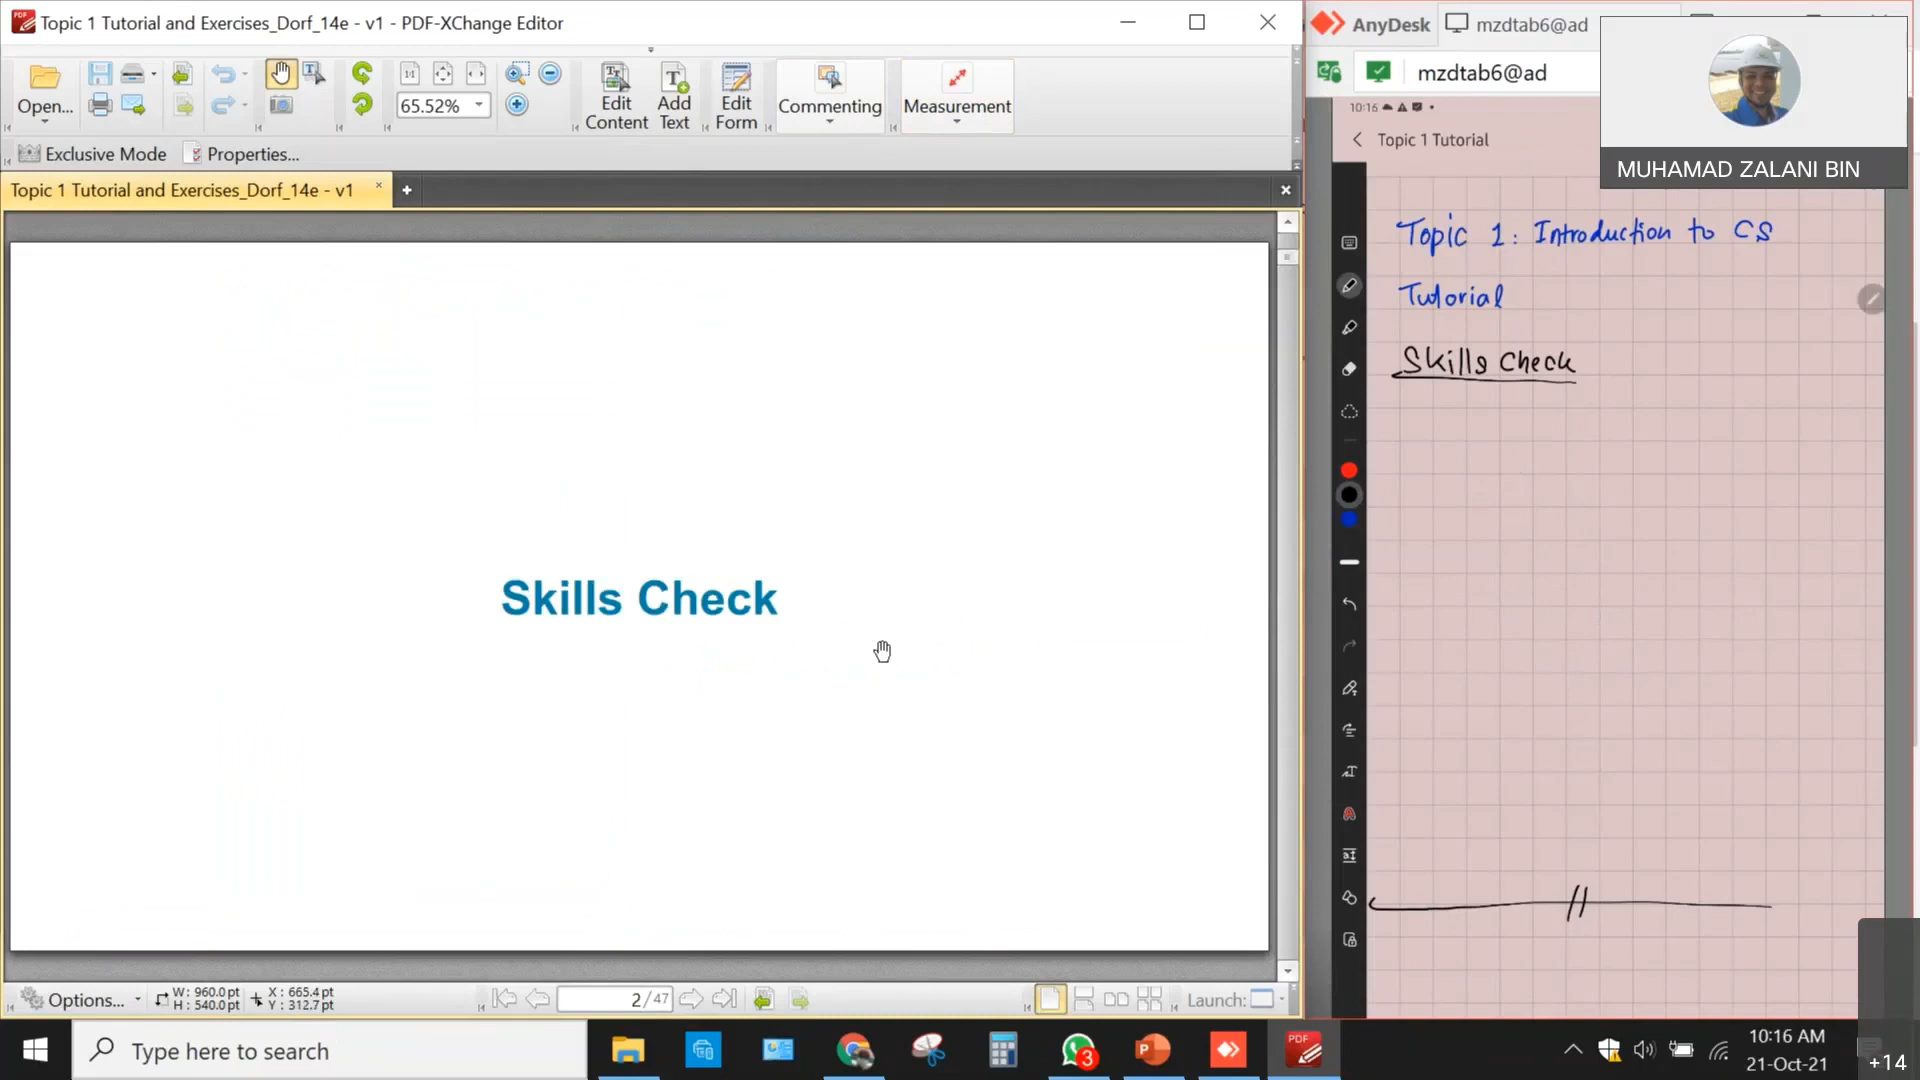 Topic 1 Tutorial and Exercises_Dorf_14e - v1 - PDF-XChange Editor
Open...
65.52%
Edit Content
Add Text
Edit Form
Commenting
Measurement
Exclusive Mode
Properties...
Topic 1 Tutorial and Exercises_Dorf_14e - v1
Skills Check
Options...
W: 960.0 pt
H: 540.0 pt
X: 665.4 pt
Y: 312.7 pt
2 / 47
Launch:
AnyDesk
mzdtab6@ad
mzdtab6@ad
MUHAMAD ZALANI BIN
10:16
Topic 1 Tutorial
Topic 1: Introduction to CS
Tutorial
Skills Check
Type here to search
3
PDF
10:16 AM
21-Oct-21
+14